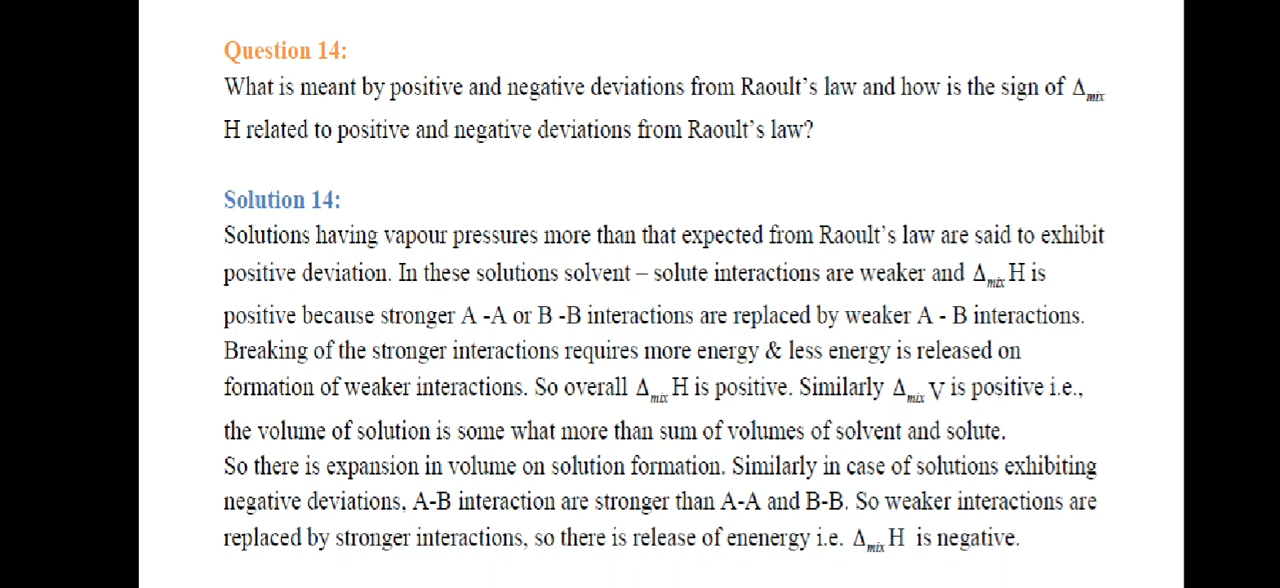 Question 14:
What is meant by positive and negative deviations from Raoult's law and how is the sign of Δmix
H related to positive and negative deviations from Raoult's law?
Solution 14:
Solutions having vapour pressures more than that expected from Raoult's law are said to exhibit
positive deviation. In these solutions solvent – solute interactions are weaker and Δmix H is
positive because stronger A -A or B -B interactions are replaced by weaker A - B interactions.
Breaking of the stronger interactions requires more energy & less energy is released on
formation of weaker interactions. So overall Δmix H is positive. Similarly Δmix V is positive i.e.,
the volume of solution is some what more than sum of volumes of solvent and solute.
So there is expansion in volume on solution formation. Similarly in case of solutions exhibiting
negative deviations, A-B interaction are stronger than A-A and B-B. So weaker interactions are
replaced by stronger interactions, so there is release of enenergy i.e. Δmix H is negative.